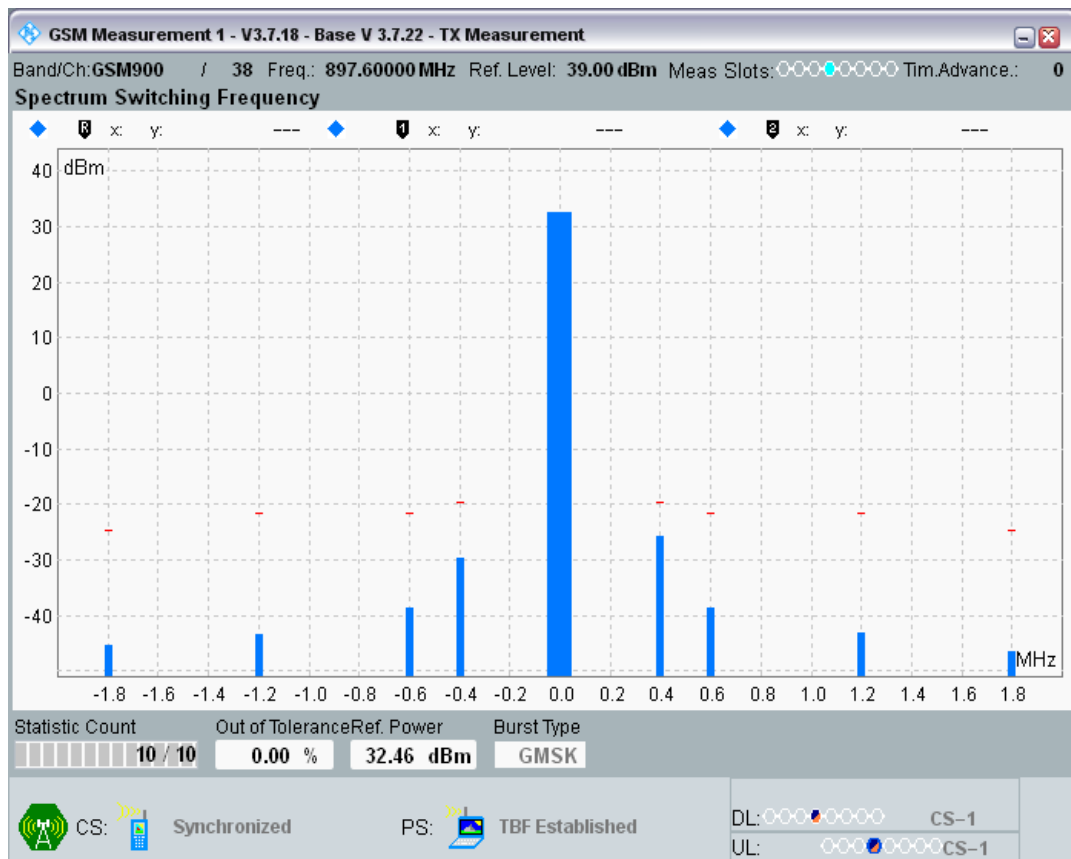 GSM Measurement 1 - V3.7.18 - Base V 3.7.22 - TX Measurement
Band/Ch:GSM900 / 38 Freq.: 897.60000 MHz Ref. Level: 39.00 dBm Meas Slots: Tim.Advance.: 0
Spectrum Switching Frequency
R x: y: --- 1 x: y: --- 2 x: y: ---
dBm
40
30
20
10
0
-10
-20
-30
-40
MHz
-1.8 -1.6 -1.4 -1.2 -1.0 -0.8 -0.6 -0.4 -0.2 0.0 0.2 0.4 0.6 0.8 1.0 1.2 1.4 1.6 1.8
Statistic Count Out of Tolerance Ref. Power Burst Type
10 / 10 0.00 % 32.46 dBm GMSK
CS: Synchronized PS: TBF Established
DL: CS-1
UL: CS-1